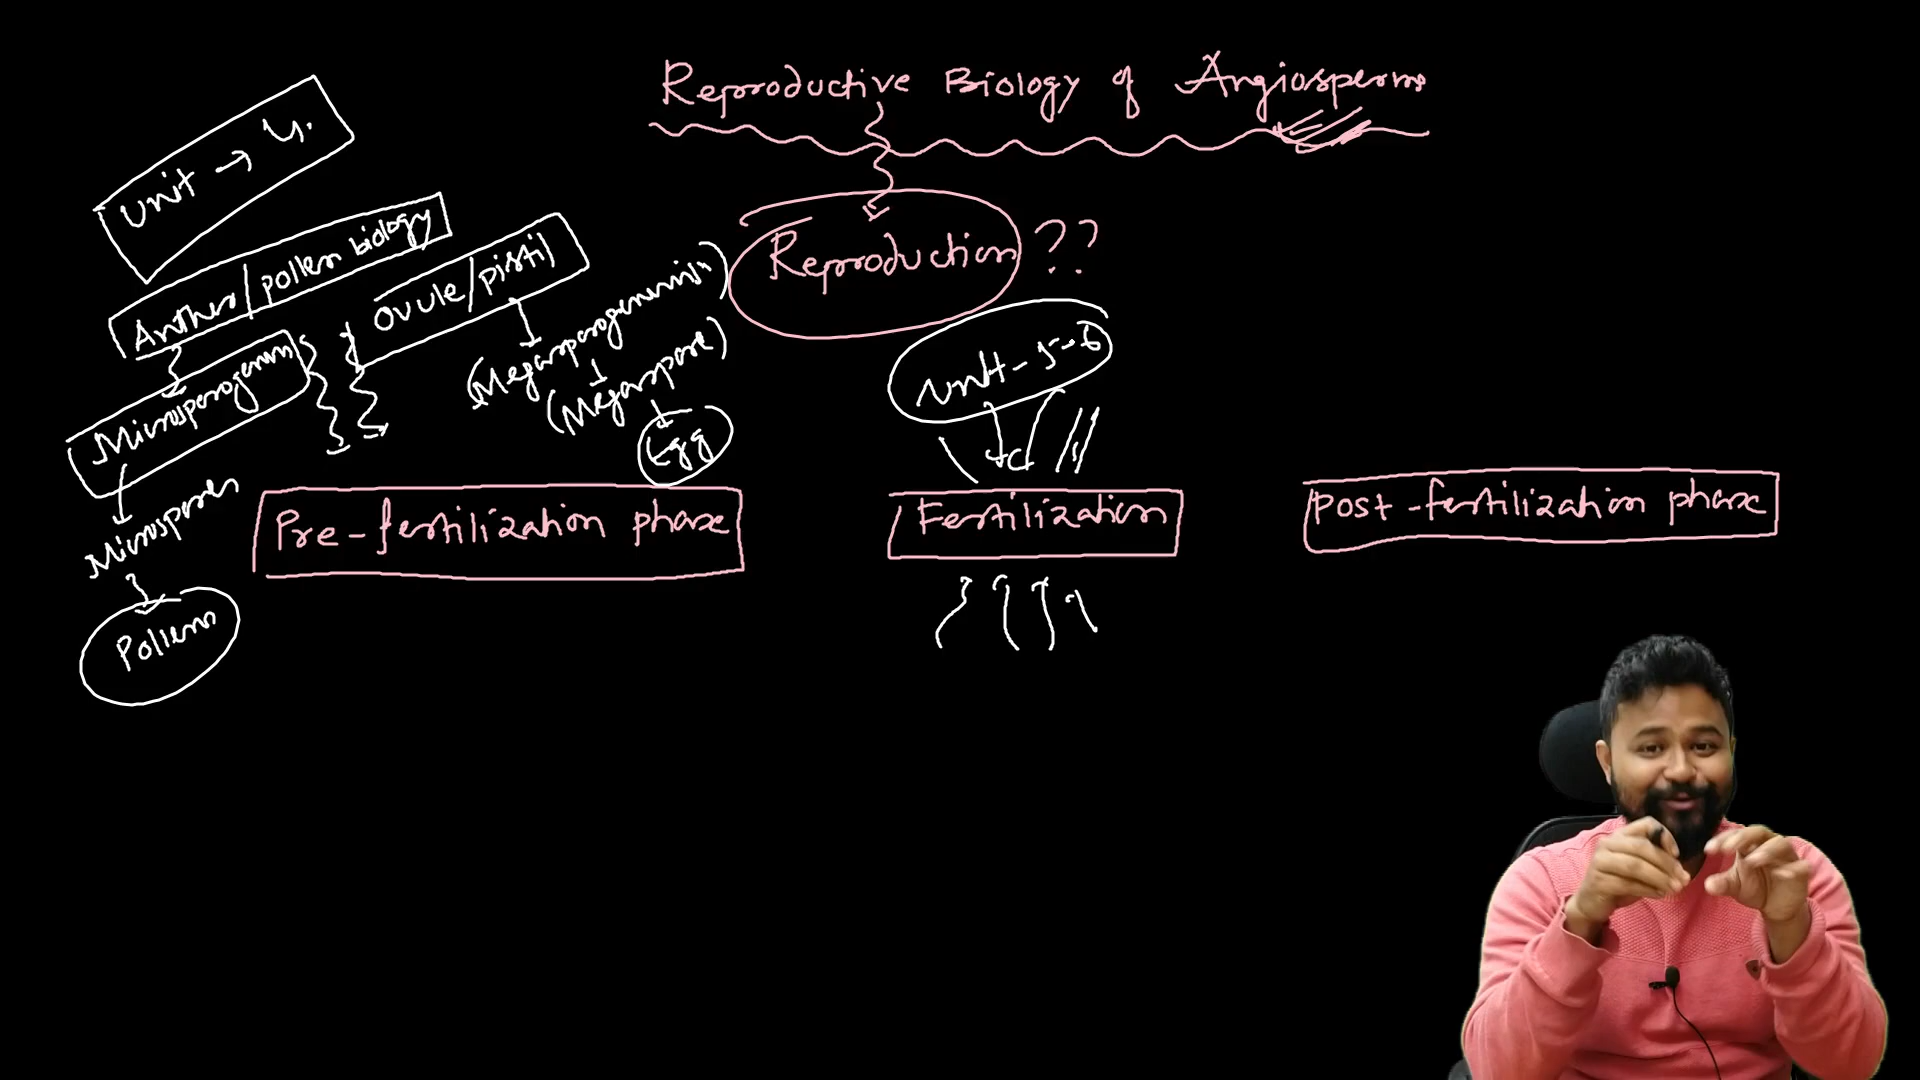 Reproductive Biology of Angiosperms
Unit → 4.
Anther/pollen biology
Ovule/pistil
Reproduction ??
(Megasporogenesis)
(Megaspore)
Egg
Unit - 5-6
Microsporogenesis
Microspores
Pollen
Pre-fertilization phase
Fertilization
Post-fertilization phase